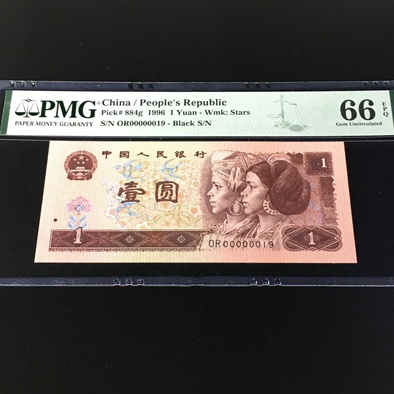 PMG
PAPER MONEY GUARANTY
China / People's Republic
Pick# 884g 1996 1 Yuan - Wmk: Stars
S/N OR00000019 - Black S/N
66 EPQ
Gem Uncirculated
中国人民银行
1
壹圆
OR00000019
1
1